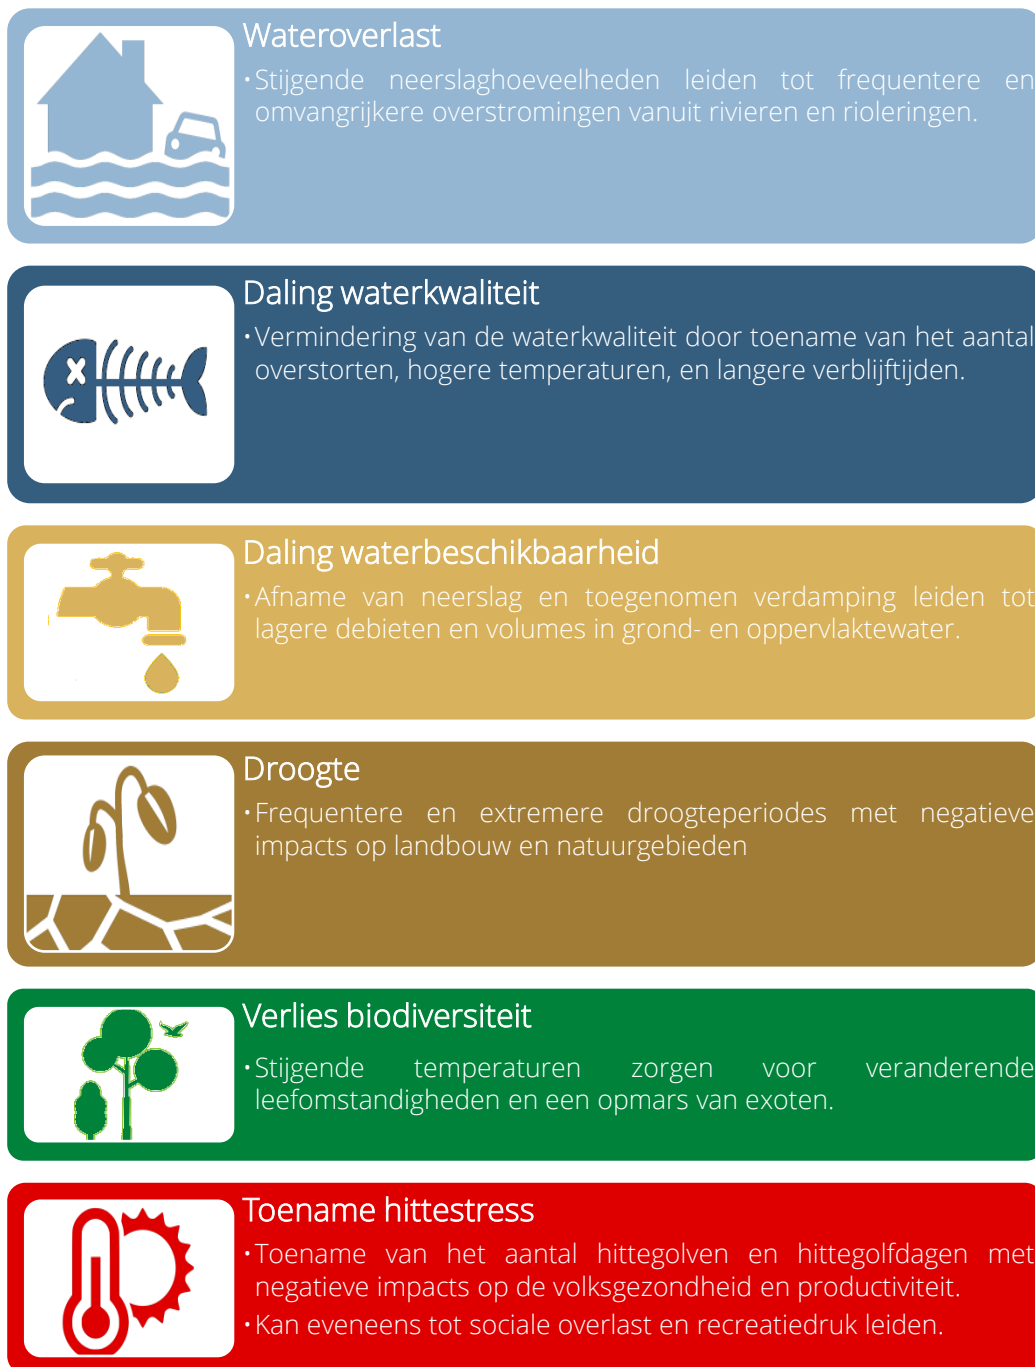 Wateroverlast
· Stijgende neerslaghoeveelheden leiden tot frequentere en
omvangrijkere overstromingen vanuit rivieren en rioleringen.
Daling waterkwaliteit
· Vermindering van de waterkwaliteit door toename van het aantal
overstorten, hogere temperaturen, en langere verblijftijden.
Daling waterbeschikbaarheid
· Afname van neerslag en toegenomen verdamping leiden tot
lagere debieten en volumes in grond- en oppervlaktewater.
Droogte
· Frequentere en extremere droogteperiodes met negatieve
impacts op landbouw en natuurgebieden
Verlies biodiversiteit
· Stijgende temperaturen zorgen voor veranderende
leefomstandigheden en een opmars van exoten.
Toename hittestress
· Toename van het aantal hittegolven en hittegolfdagen met
negatieve impacts op de volksgezondheid en productiviteit.
· Kan eveneens tot sociale overlast en recreatiedruk leiden.